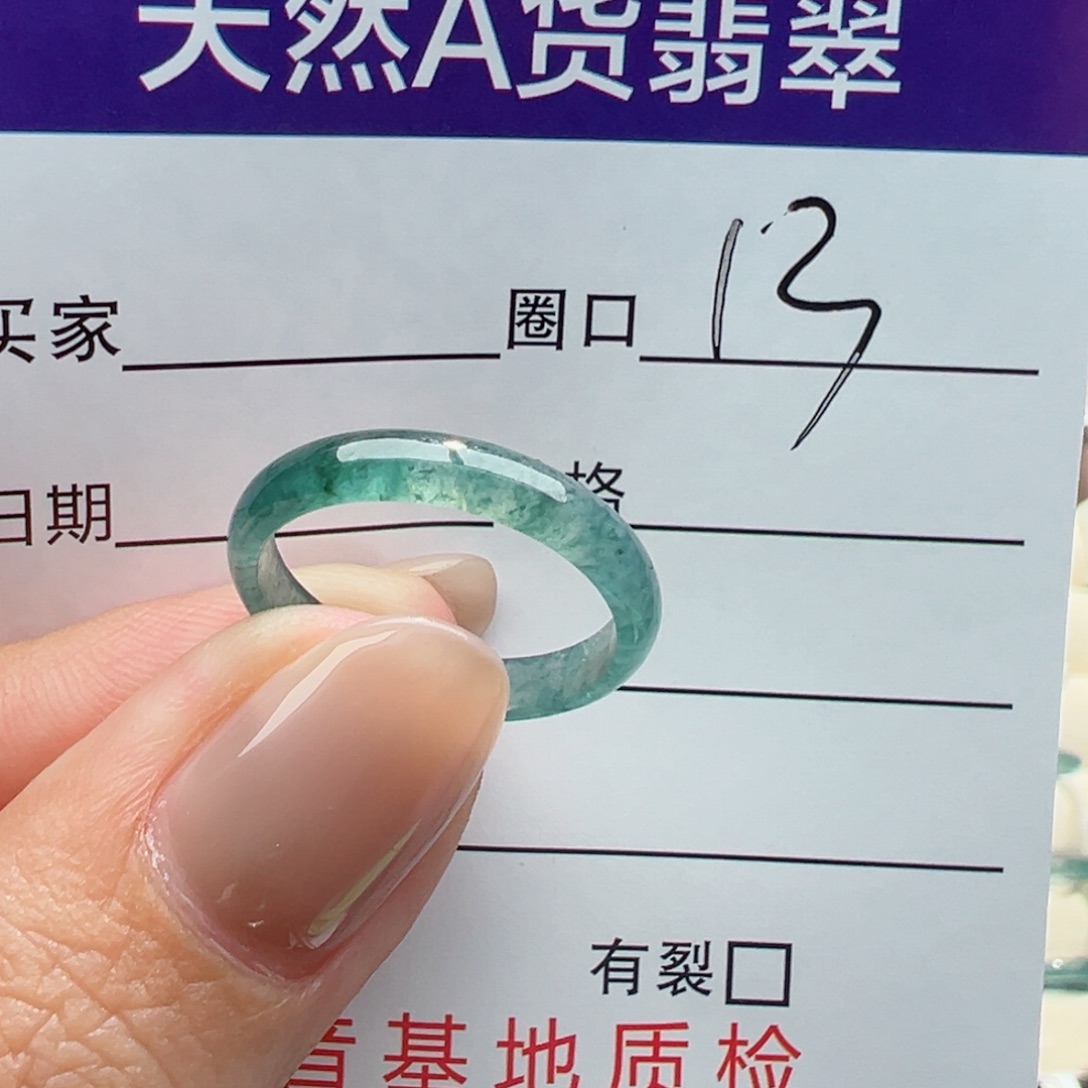 天然A货翡翠
买家 圈口 13
日期 格
有裂
基地质检